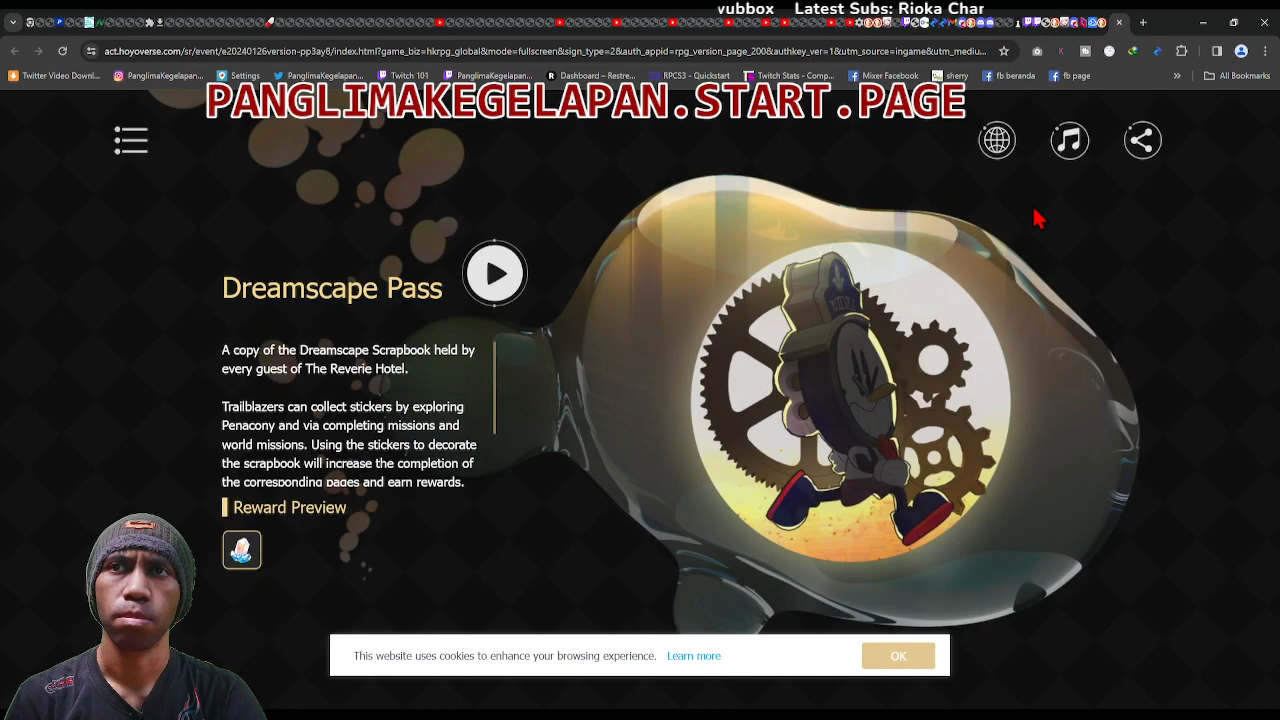 vubbox Latest Subs: Rioka Char
act.hoyoverse.com/sr/event/e20240126version-pp3ay8/index.html?game_biz=hkrpg_global&mode=fullscreen&sign_type=2&auth_appid=rpg_version_page_200&authkey_ver=1&utm_source=ingame&utm_mediu...
Twitter Video Downl... PanglimaKegelapan... Settings PanglimaKegelapan... Twitch 101 PanglimaKegelapan... Dashboard – Restre... RPCS3 - Quickstart Twitch Stats - Comp... Mixer Facebook sherry fb beranda fb page » All Bookmarks
PANGLIMAKEGELAPAN.START.PAGE
Dreamscape Pass
A copy of the Dreamscape Scrapbook held by
every guest of The Reverie Hotel.
Trailblazers can collect stickers by exploring
Penacony and via completing missions and
world missions. Using the stickers to decorate
the scrapbook will increase the completion of
the corresponding pages and earn rewards.
Reward Preview
This website uses cookies to enhance your browsing experience. Learn more
OK